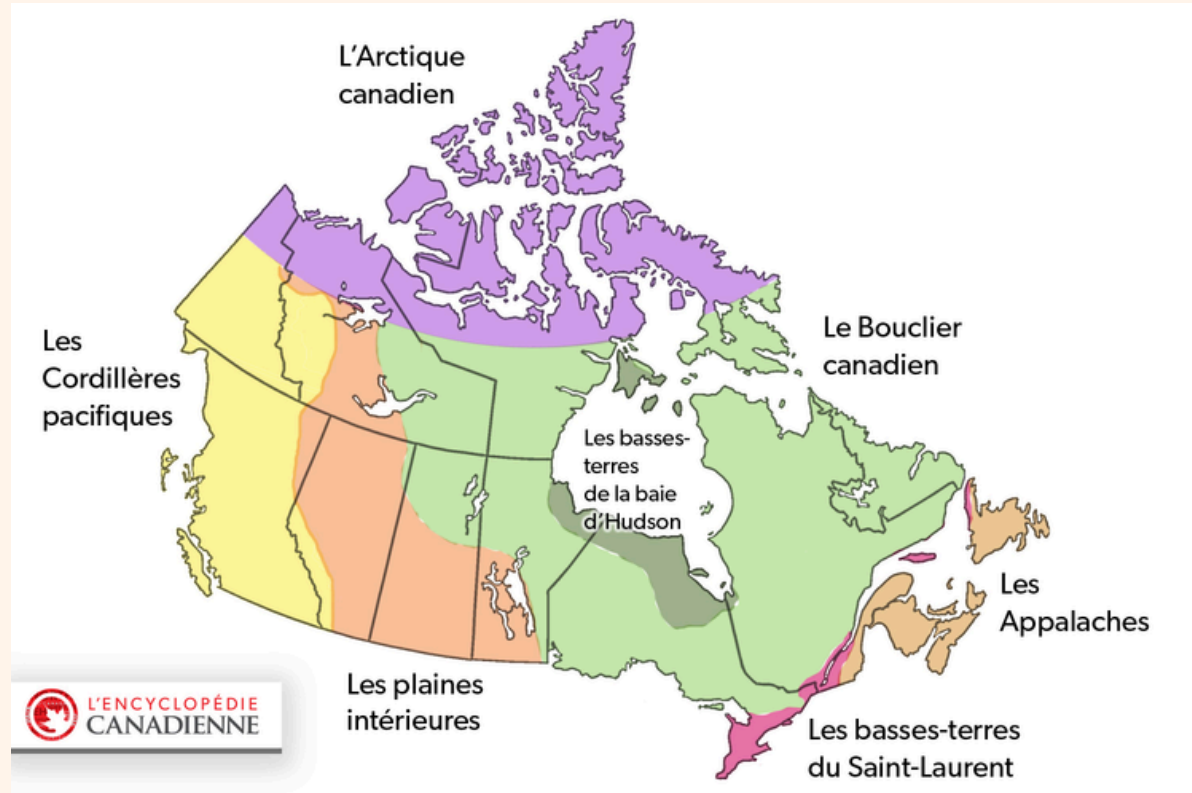 L'Arctique
canadien
Les
Cordillères
pacifiques
Le Bouclier
canadien
Les basses-
terres
de la baie
d'Hudson
Les
Appalaches
Les plaines
intérieures
Les basses-terres
du Saint-Laurent
L'ENCYCLOPÉDIE
CANADIENNE